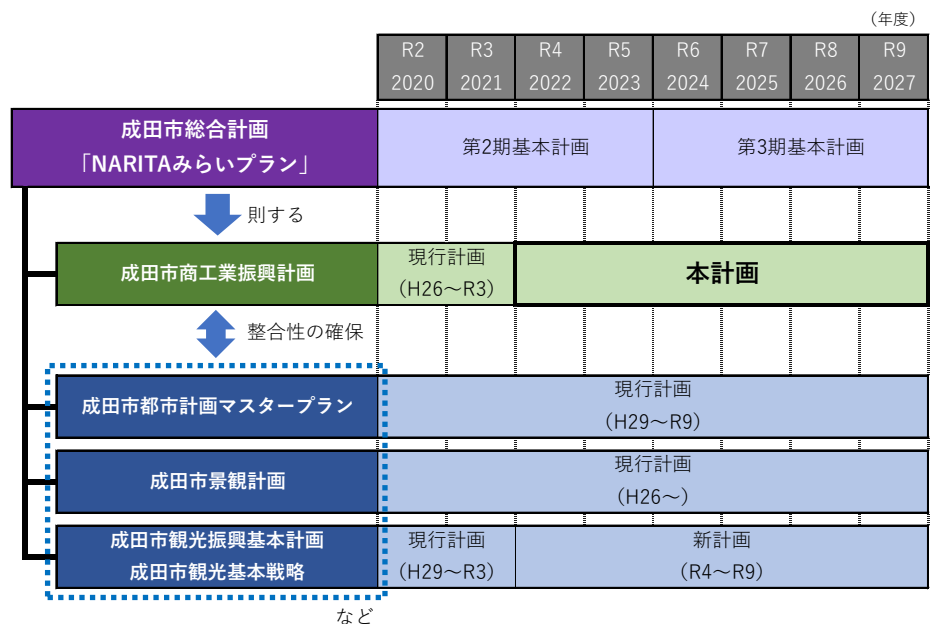 （年度）
R2 R3 R4 R5 R6 R7 R8 R9
2020 2021 2022 2023 2024 2025 2026 2027
成田市総合計画
「NARITAみらいプラン」
第2期基本計画 第3期基本計画
則する
成田市商工業振興計画
現行計画
（H26～R3）
本計画
整合性の確保
成田市都市計画マスタープラン
現行計画
（H29～R9）
成田市景観計画
現行計画
（H26～）
成田市観光振興基本計画
成田市観光基本戦略
現行計画
（H29～R3）
新計画
（R4～R9）
など